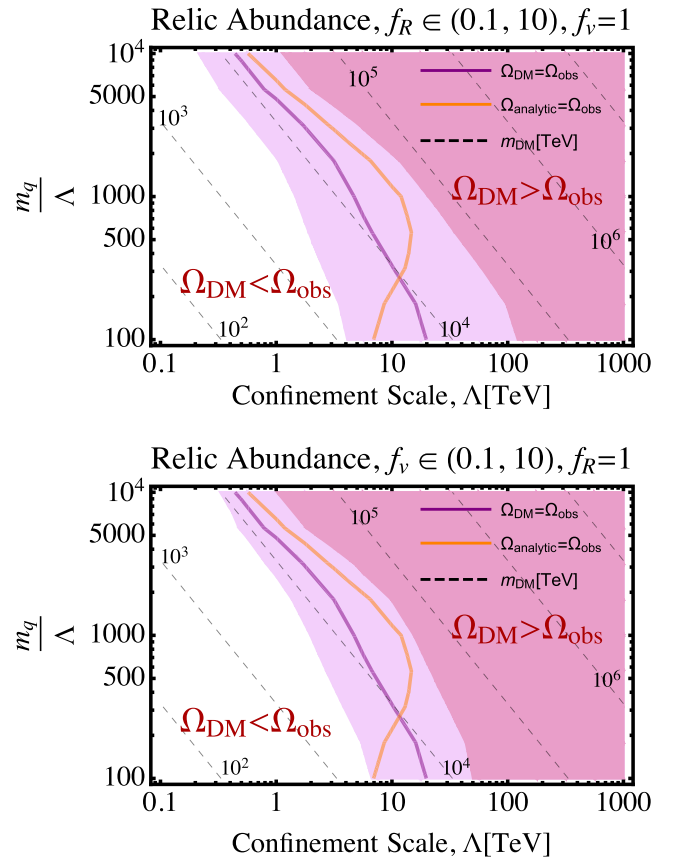 Relic Abundance, f_R ∈ (0.1, 10), f_v=1
10^4
5000
1000
500
100
m_q
Λ
10^3
10^5
Ω_DM=Ω_obs
Ω_analytic=Ω_obs
m_DM[TeV]
Ω_DM>Ω_obs
10^6
Ω_DM<Ω_obs
10^2
10^4
0.1
1
10
100
1000
Confinement Scale, Λ[TeV]
Relic Abundance, f_v ∈ (0.1, 10), f_R=1
10^4
5000
1000
500
100
m_q
Λ
10^3
10^5
Ω_DM=Ω_obs
Ω_analytic=Ω_obs
m_DM[TeV]
Ω_DM>Ω_obs
10^6
Ω_DM<Ω_obs
10^2
10^4
0.1
1
10
100
1000
Confinement Scale, Λ[TeV]